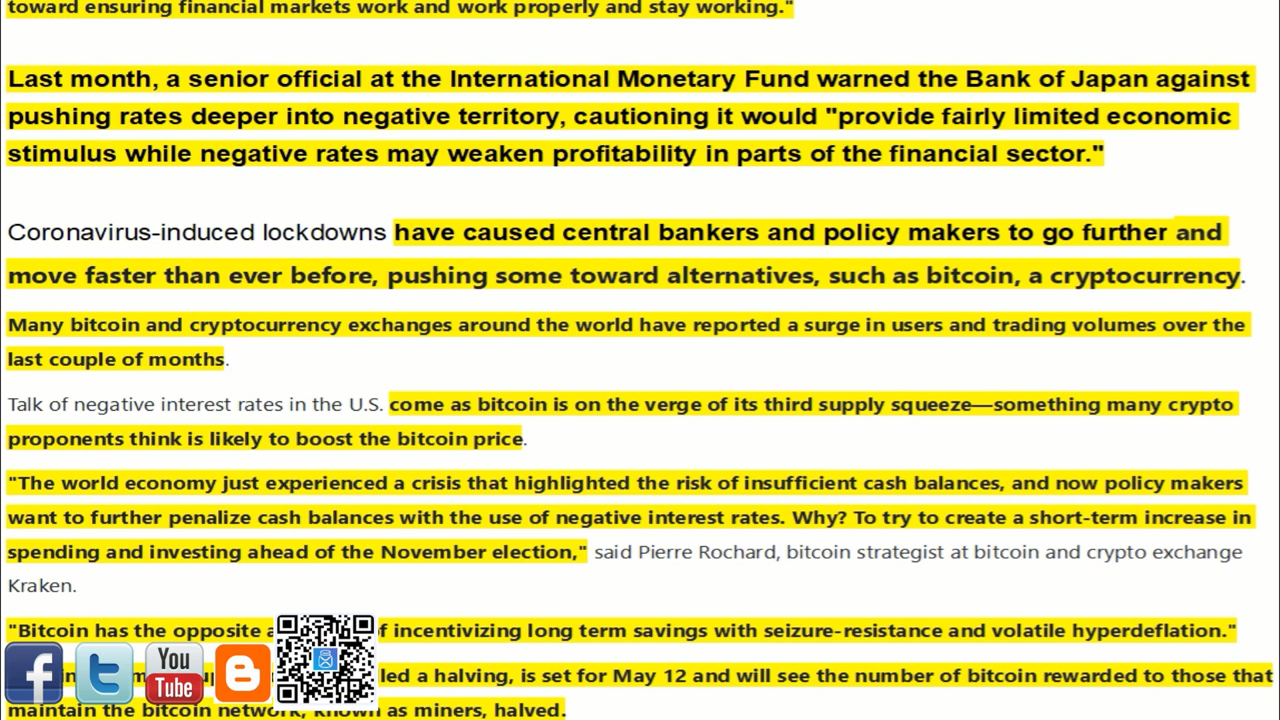 toward ensuring financial markets work and work properly and stay working."
Last month, a senior official at the International Monetary Fund warned the Bank of Japan against
pushing rates deeper into negative territory, cautioning it would "provide fairly limited economic
stimulus while negative rates may weaken profitability in parts of the financial sector."
Coronavirus-induced lockdowns have caused central bankers and policy makers to go further and
move faster than ever before, pushing some toward alternatives, such as bitcoin, a cryptocurrency.
Many bitcoin and cryptocurrency exchanges around the world have reported a surge in users and trading volumes over the
last couple of months.
Talk of negative interest rates in the U.S. come as bitcoin is on the verge of its third supply squeeze—something many crypto
proponents think is likely to boost the bitcoin price.
"The world economy just experienced a crisis that highlighted the risk of insufficient cash balances, and now policy makers
want to further penalize cash balances with the use of negative interest rates. Why? To try to create a short-term increase in
spending and investing ahead of the November election," said Pierre Rochard, bitcoin strategist at bitcoin and crypto exchange
Kraken.
"Bitcoin has the opposite of incentivizing long term savings with seizure-resistance and volatile hyperdeflation."
a halving, is set for May 12 and will see the number of bitcoin rewarded to those that
maintain the bitcoin network, known as miners, halved.
f t You Tube B